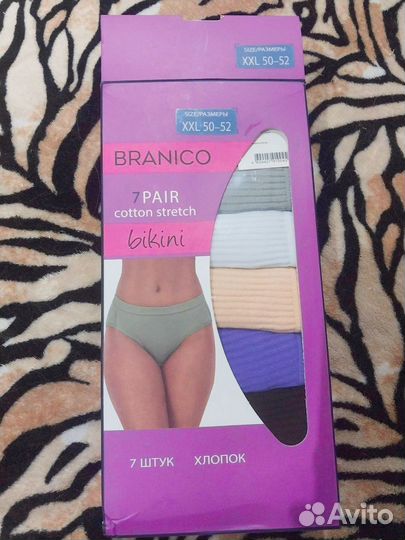 SIZE/РАЗМЕРЫ
XXL 50–52
SIZE/РАЗМЕРЫ
XXL 50–52
BRANICO
7 PAIR
cotton stretch
bikini
7 ШТУК ХЛОПОК
Avito